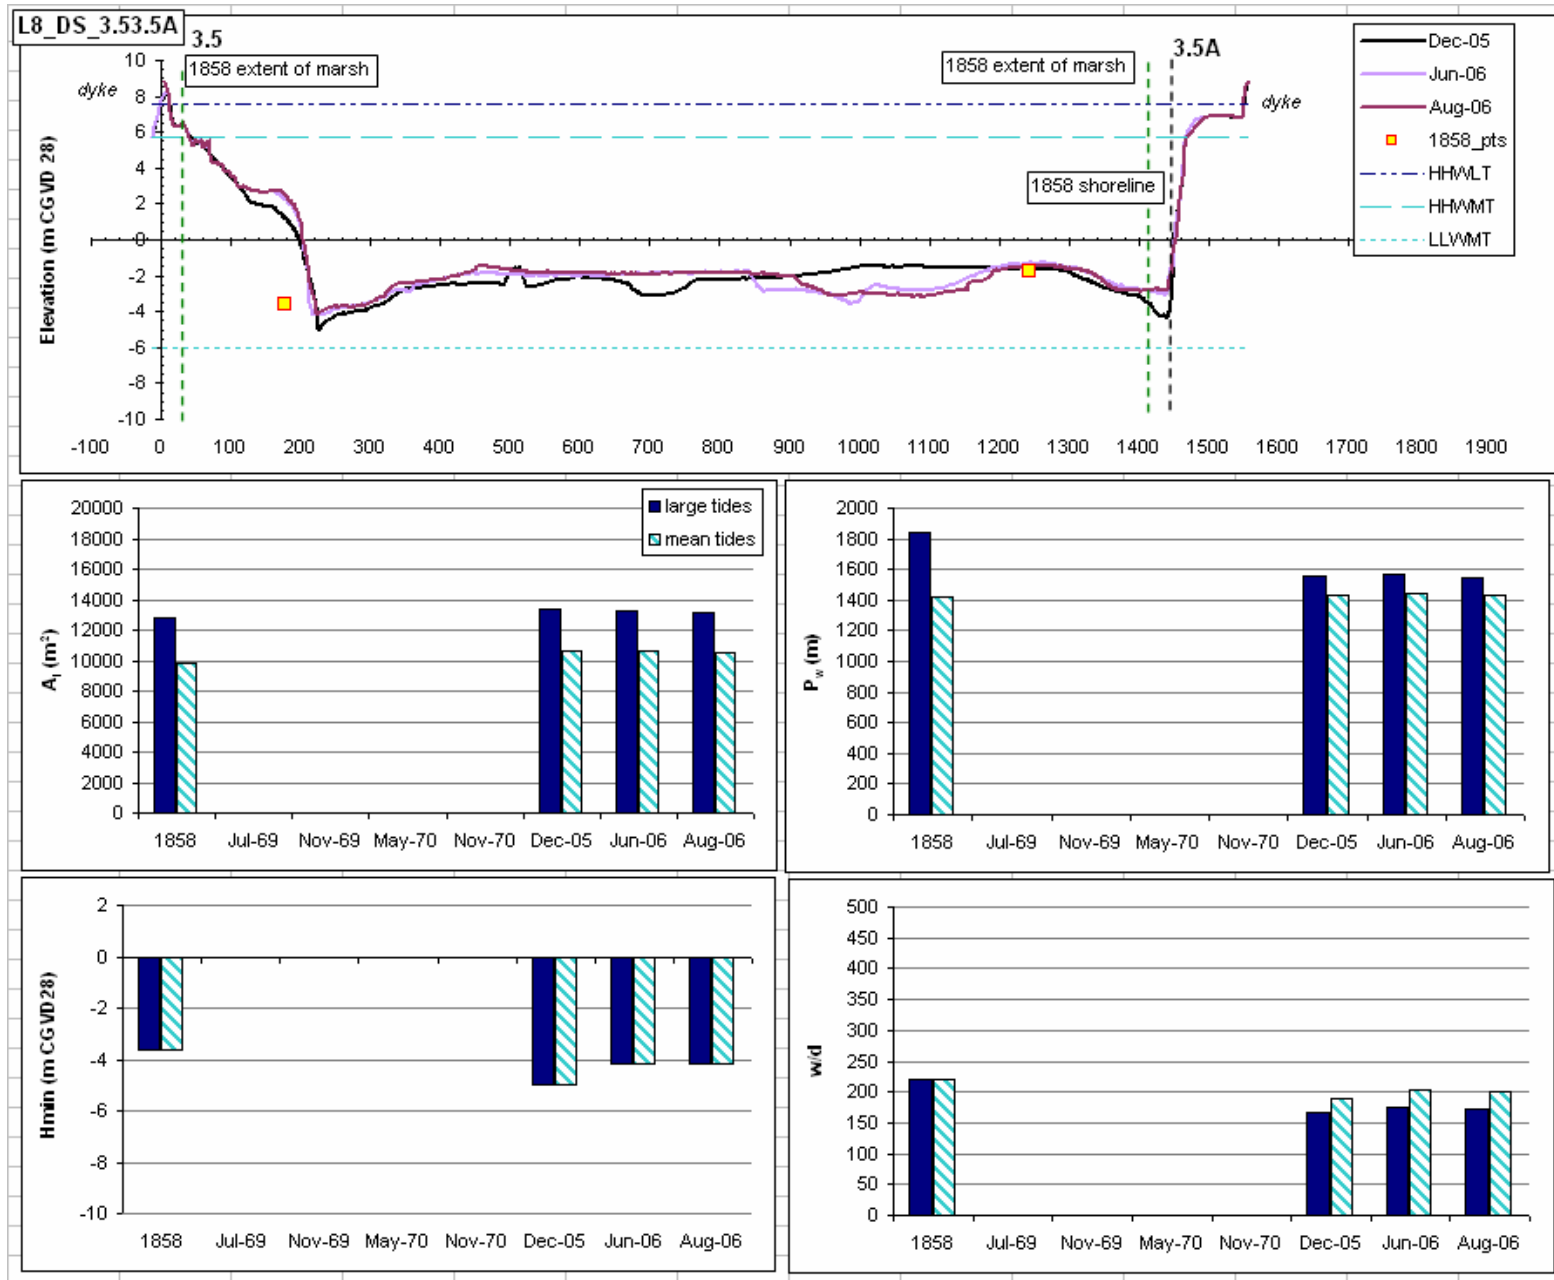 L8_DS_3.53.5A
3.5
3.5A
1858 extent of marsh
1858 extent of marsh
1858 shoreline
dyke
dyke
Elevation (m CGVD 28)
10
8
6
4
2
0
-2
-4
-6
-8
-10
-100 0 100 200 300 400 500 600 700 800 900 1000 1100 1200 1300 1400 1500 1600 1700 1800 1900
Dec-05
Jun-06
Aug-06
1858_pts
HHWLT
HHWMT
LLWMT
A_i (m²)
20000
18000
16000
14000
12000
10000
8000
6000
4000
2000
0
large tides
mean tides
1858 Jul-69 Nov-69 May-70 Nov-70 Dec-05 Jun-06 Aug-06
P_w (m)
2000
1800
1600
1400
1200
1000
800
600
400
200
0
1858 Jul-69 Nov-69 May-70 Nov-70 Dec-05 Jun-06 Aug-06
Hmin (m CGVD28)
2
0
-2
-4
-6
-8
-10
1858 Jul-69 Nov-69 May-70 Nov-70 Dec-05 Jun-06 Aug-06
w/d
500
450
400
350
300
250
200
150
100
50
0
1858 Jul-69 Nov-69 May-70 Nov-70 Dec-05 Jun-06 Aug-06